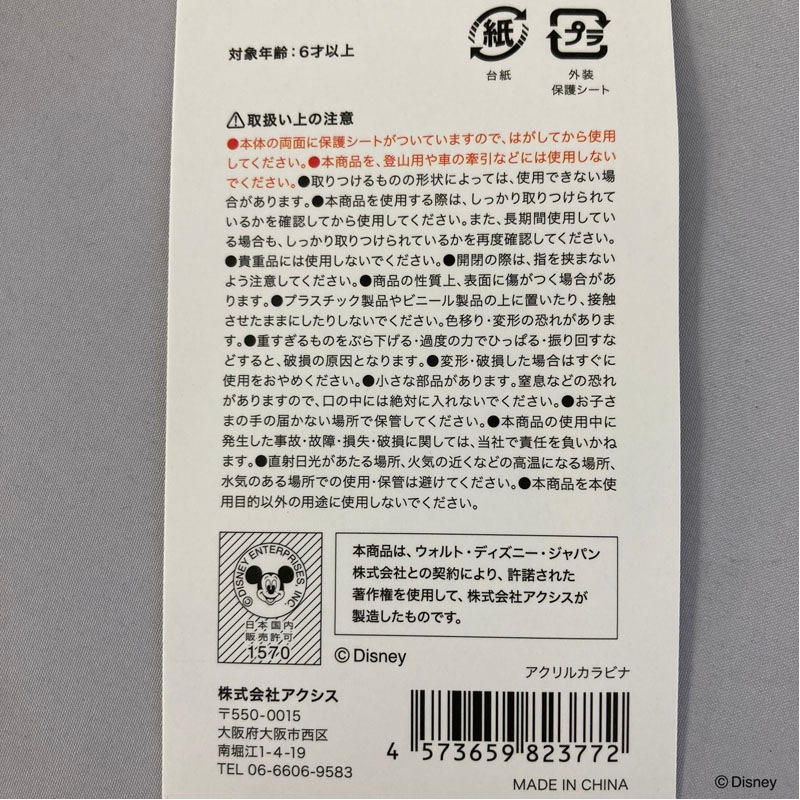 対象年齢:6才以上
紙
プラ
台紙
外装
保護シート
⚠取扱い上の注意
●本体の両面に保護シートがついていますので、はがしてから使用
してください。●本商品を、登山用や車の牽引などには使用しない
でください。●取りつけるものの形状によっては、使用できない場
合があります。●本商品を使用する際は、しっかり取りつけられて
いるかを確認してから使用してください。また、長期間使用してい
る場合も、しっかり取りつけられているかを再度確認してください。
●貴重品には使用しないでください。●開閉の際は、指を挟まない
よう注意してください。●商品の性質上、表面に傷がつく場合があ
ります。●プラスチック製品やビニール製品の上に置いたり、接触
させたままにしたりしないでください。色移り・変形の恐れがありま
す。●重すぎるものをぶら下げる・過度の力でひっぱる・振り回すな
どすると、破損の原因となります。●変形・破損した場合はすぐに
使用をおやめください。●小さな部品があります。窒息などの恐れ
がありますので、口の中には絶対に入れないでください。●お子さ
まの手の届かない場所で保管してください。●本商品の使用中に
発生した事故・故障・損失・破損に関しては、当社で責任を負いかね
ます。●直射日光があたる場所、火気の近くなどの高温になる場所、
水気のある場所での使用・保管は避けてください。●本商品を本使
用目的以外の用途に使用しないでください。
©DISNEY ENTERPRISES, INC.
日本国内
販売許可
1570
本商品は、ウォルト・ディズニー・ジャパン
株式会社との契約により、許諾された
著作権を使用して、株式会社アクシスが
製造したものです。
©Disney
アクリルカラビナ
株式会社アクシス
〒550-0015
大阪府大阪市西区
南堀江1-4-19
TEL 06-6606-9583
4 573659 823772
MADE IN CHINA
©Disney